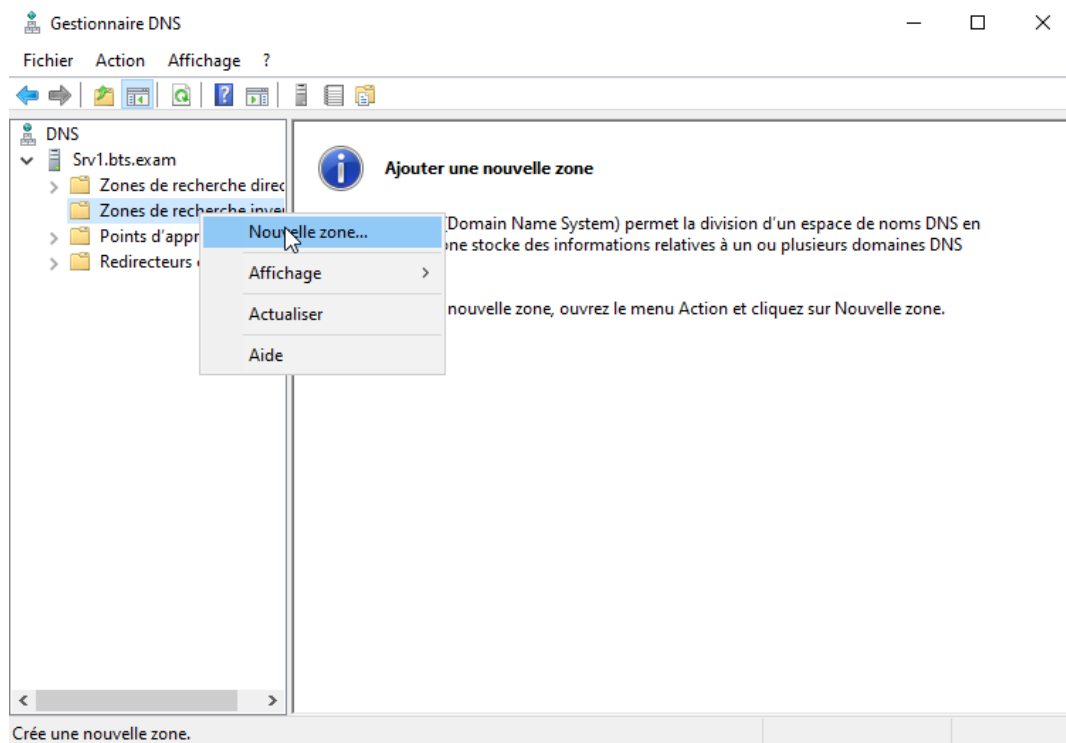 Gestionnaire DNS
Fichier Action Affichage ?
DNS
Srv1.bts.exam
Zones de recherche direc
Zones de recherche inver
Points d'appr
Redirecteurs
Nouvelle zone...
Affichage
Actualiser
Aide
Ajouter une nouvelle zone
(Domain Name System) permet la division d'un espace de noms DNS en
ne stocke des informations relatives à un ou plusieurs domaines DNS
nouvelle zone, ouvrez le menu Action et cliquez sur Nouvelle zone.
Crée une nouvelle zone.